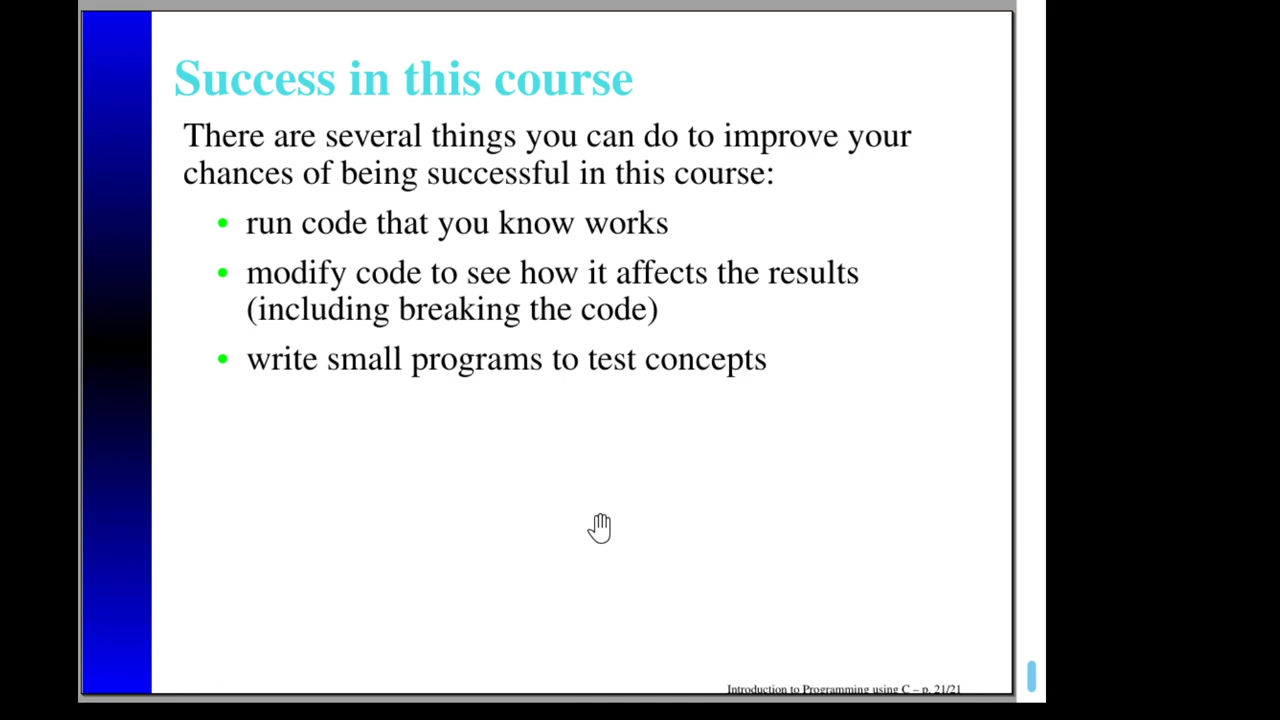 Success in this course
There are several things you can do to improve your
chances of being successful in this course:
• run code that you know works
• modify code to see how it affects the results
(including breaking the code)
• write small programs to test concepts
Introduction to Programming using C – p. 21/21